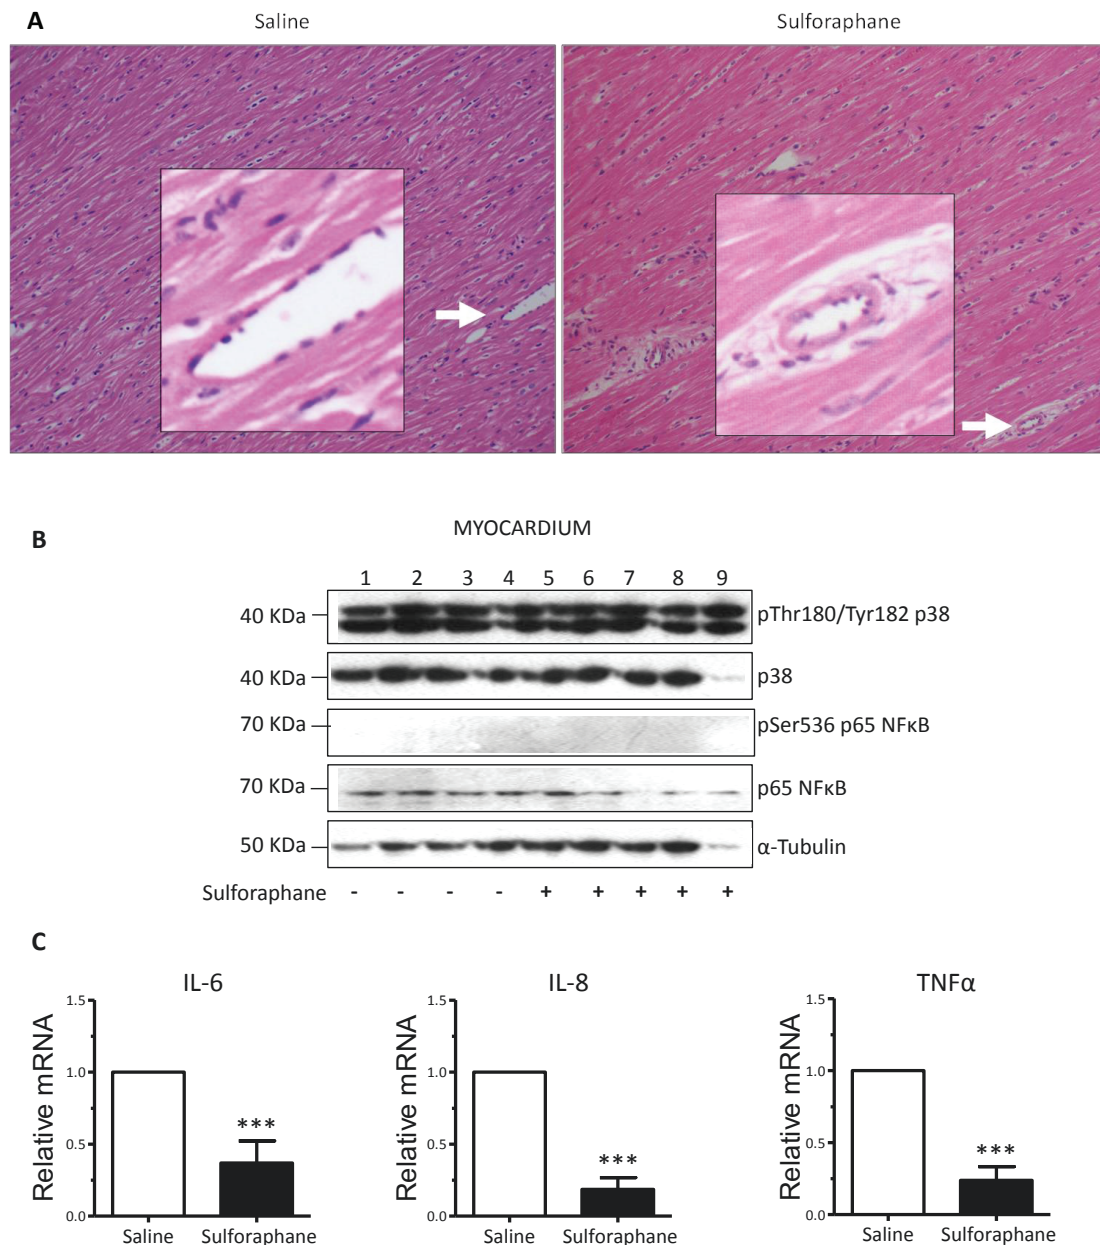 A
Saline
Sulforaphane
B
MYOCARDIUM
1 2 3 4 5 6 7 8 9
40 KDa
pThr180/Tyr182 p38
40 KDa
p38
70 KDa
pSer536 p65 NFκB
70 KDa
p65 NFκB
50 KDa
α-Tubulin
Sulforaphane - - - - + + + + +
C
IL-6
Relative mRNA
1.5
1.0
0.5
0.0
***
Saline
Sulforaphane
IL-8
Relative mRNA
1.5
1.0
0.5
0.0
***
Saline
Sulforaphane
TNFα
Relative mRNA
1.5
1.0
0.5
0.0
***
Saline
Sulforaphane